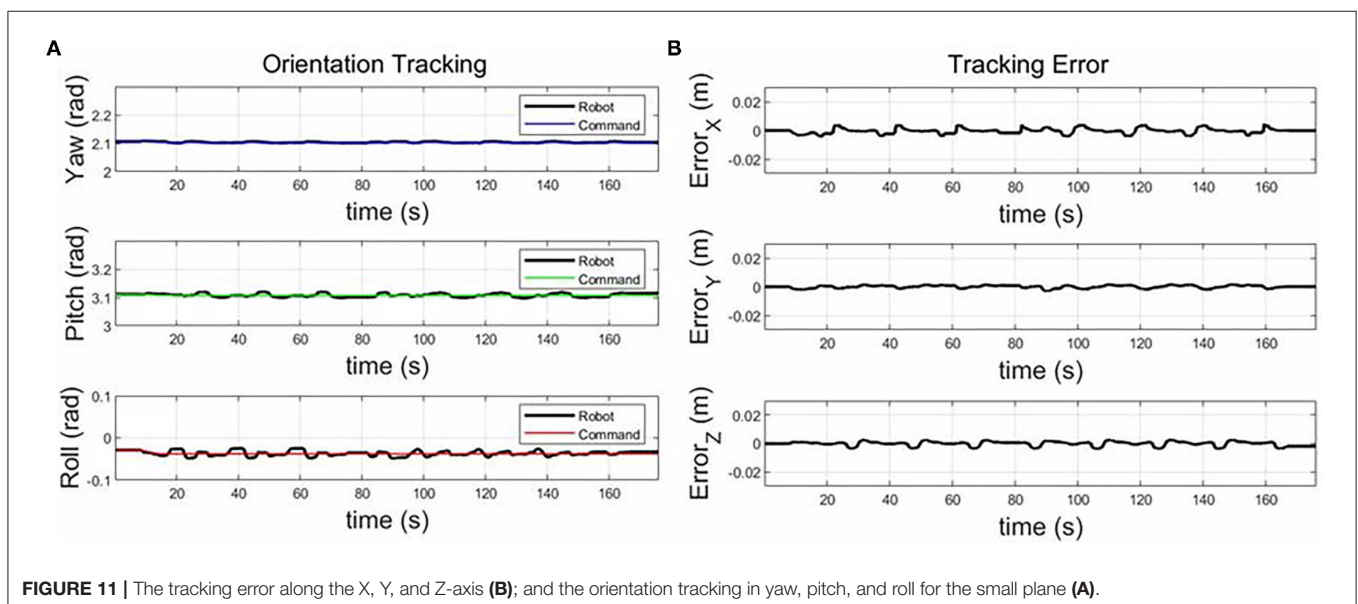 A
Orientation Tracking
Yaw (rad)
2.2
2.1
2
Robot
Command
20 40 60 80 100 120 140 160
time (s)
Pitch (rad)
3.2
3.1
3
Robot
Command
20 40 60 80 100 120 140 160
time (s)
Roll (rad)
0.1
0
-0.1
Robot
Command
20 40 60 80 100 120 140 160
time (s)
B
Tracking Error
Error_X (m)
0.02
0
-0.02
20 40 60 80 100 120 140 160
time (s)
Error_Y (m)
0.02
0
-0.02
20 40 60 80 100 120 140 160
time (s)
Error_Z (m)
0.02
0
-0.02
20 40 60 80 100 120 140 160
time (s)
FIGURE 11 | The tracking error along the X, Y, and Z-axis (B); and the orientation tracking in yaw, pitch, and roll for the small plane (A).